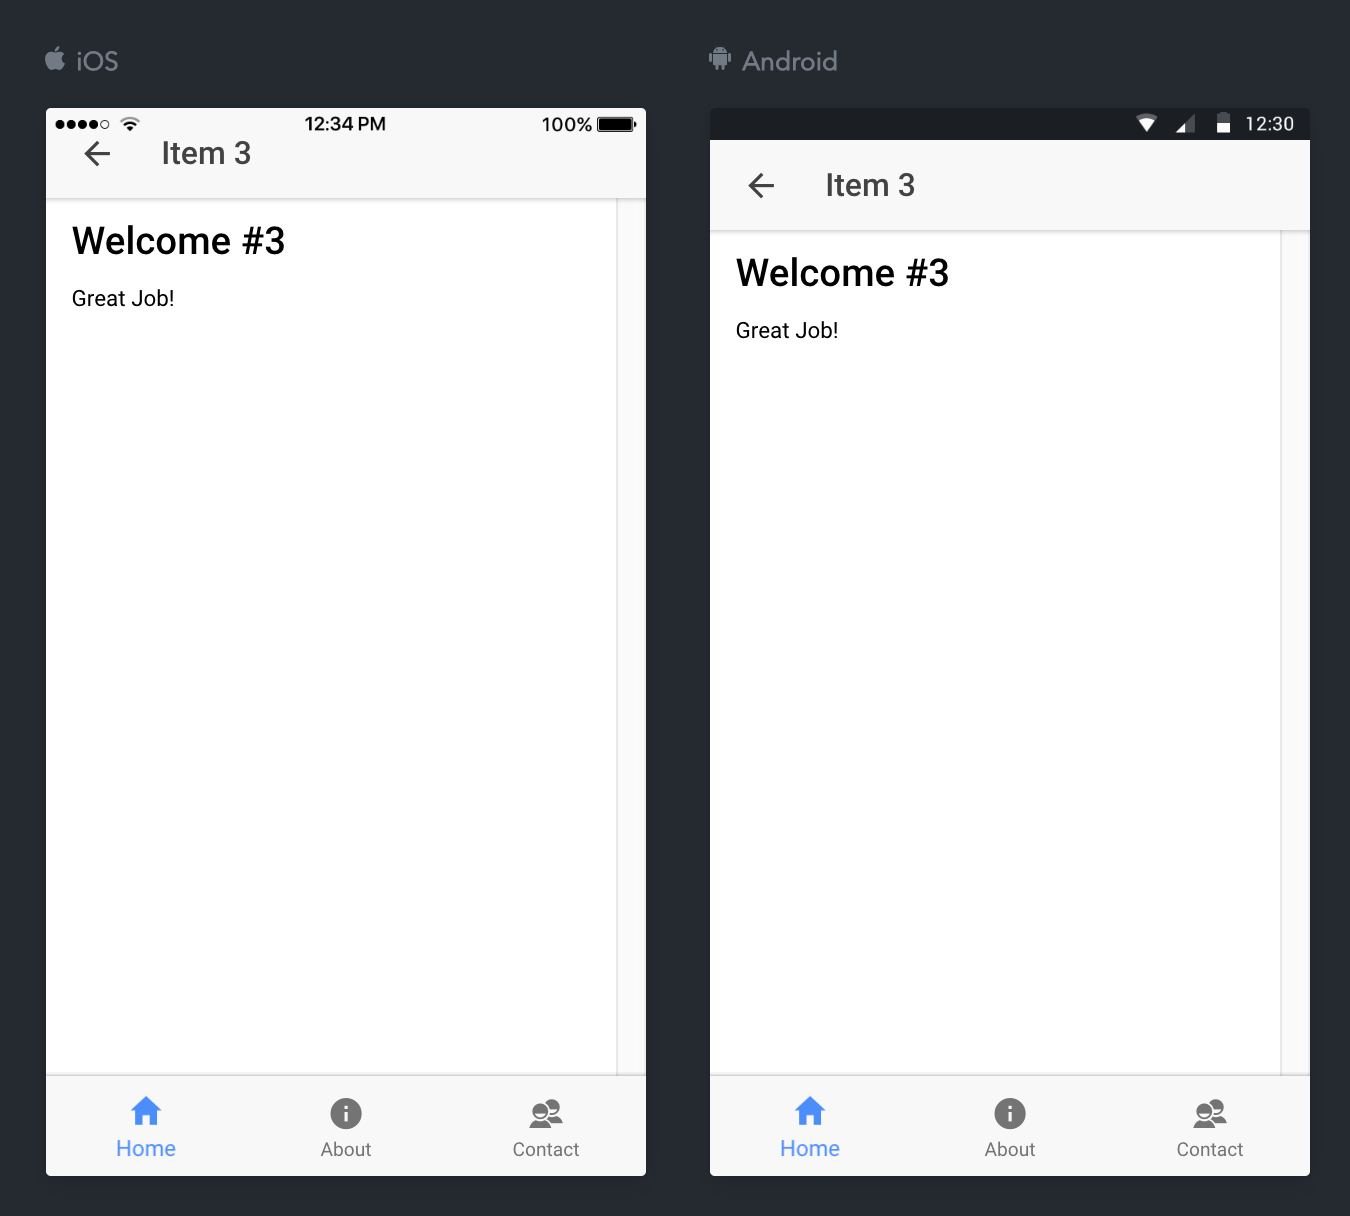 iOS
12:34 PM
100%
Item 3
Welcome #3
Great Job!
Home
About
Contact
Android
12:30
Item 3
Welcome #3
Great Job!
Home
About
Contact